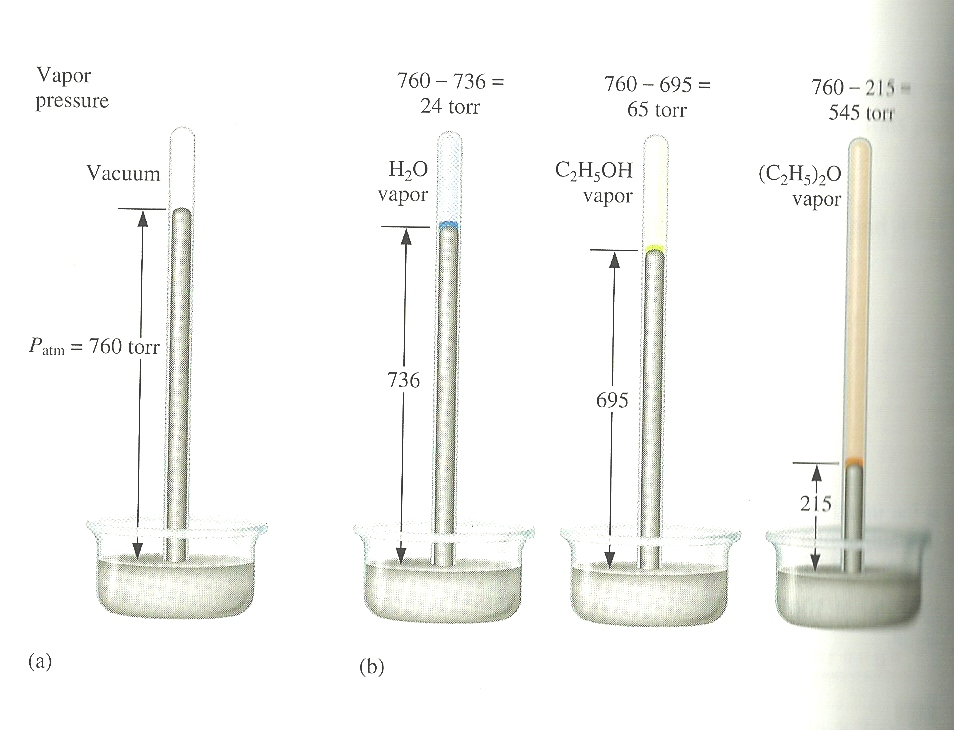 Vapor
pressure
760 – 736 =
24 torr
760 – 695 =
65 torr
760 – 215 =
545 torr
Vacuum
H₂O
vapor
C₂H₅OH
vapor
(C₂H₅)₂O
vapor
Patm = 760 torr
736
695
215
(a)
(b)